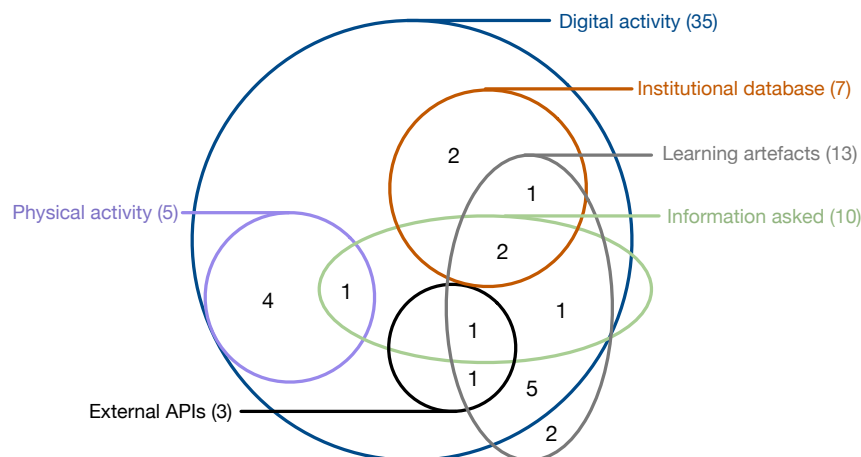 Digital activity (35)
Institutional database (7)
2
Learning artefacts (13)
1
Physical activity (5)
Information asked (10)
2
4
1
1
1
1
5
External APIs (3)
2